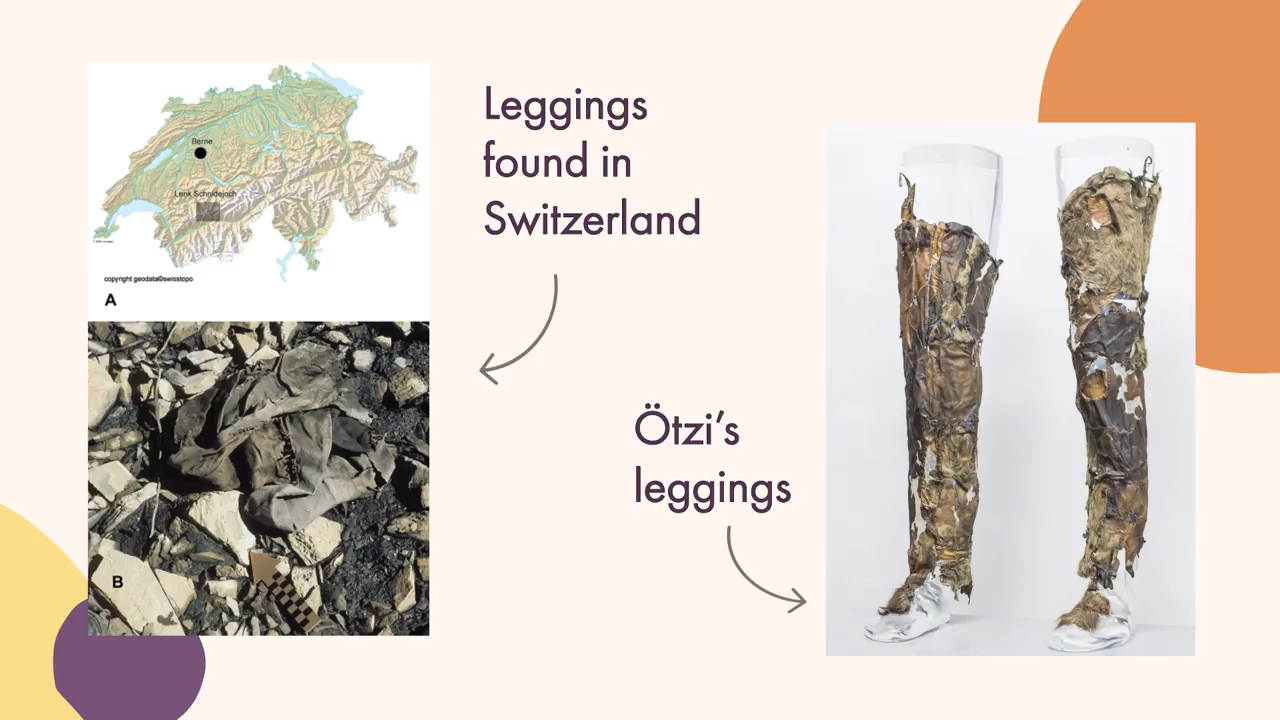 Leggings
found in
Switzerland
Berne
Lenk Schnidejoch
copyright geodata©swisstopo
A
B
Ötzi’s
leggings